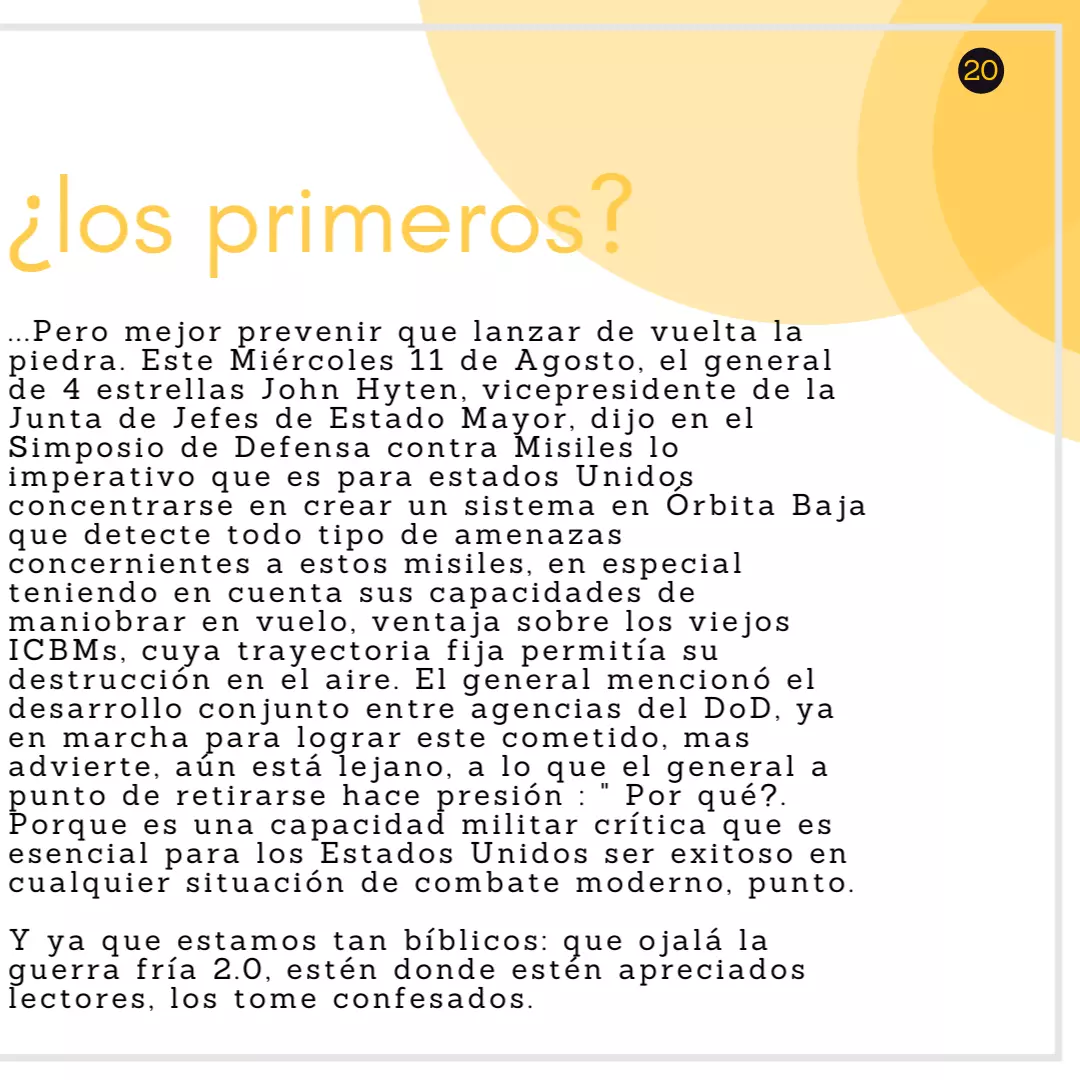 20
¿los primeros?
...Pero mejor prevenir que lanzar de vuelta la
piedra. Este Miércoles 11 de Agosto, el general
de 4 estrellas John Hyten, vicepresidente de la
Junta de Jefes de Estado Mayor, dijo en el
Simposio de Defensa contra Misiles lo
imperativo que es para estados Unidos
concentrarse en crear un sistema en Órbita Baja
que detecte todo tipo de amenazas
concernientes a estos misiles, en especial
teniendo en cuenta sus capacidades de
maniobrar en vuelo, ventaja sobre los viejos
ICBMs, cuya trayectoria fija permitía su
destrucción en el aire. El general mencionó el
desarrollo conjunto entre agencias del DoD, ya
en marcha para lograr este cometido, mas
advierte, aún está lejano, a lo que el general a
punto de retirarse hace presión : " Por qué?.
Porque es una capacidad militar crítica que es
esencial para los Estados Unidos ser exitoso en
cualquier situación de combate moderno, punto.
Y ya que estamos tan bíblicos: que ojalá la
guerra fría 2.0, estén donde estén apreciados
lectores, los tome confesados.